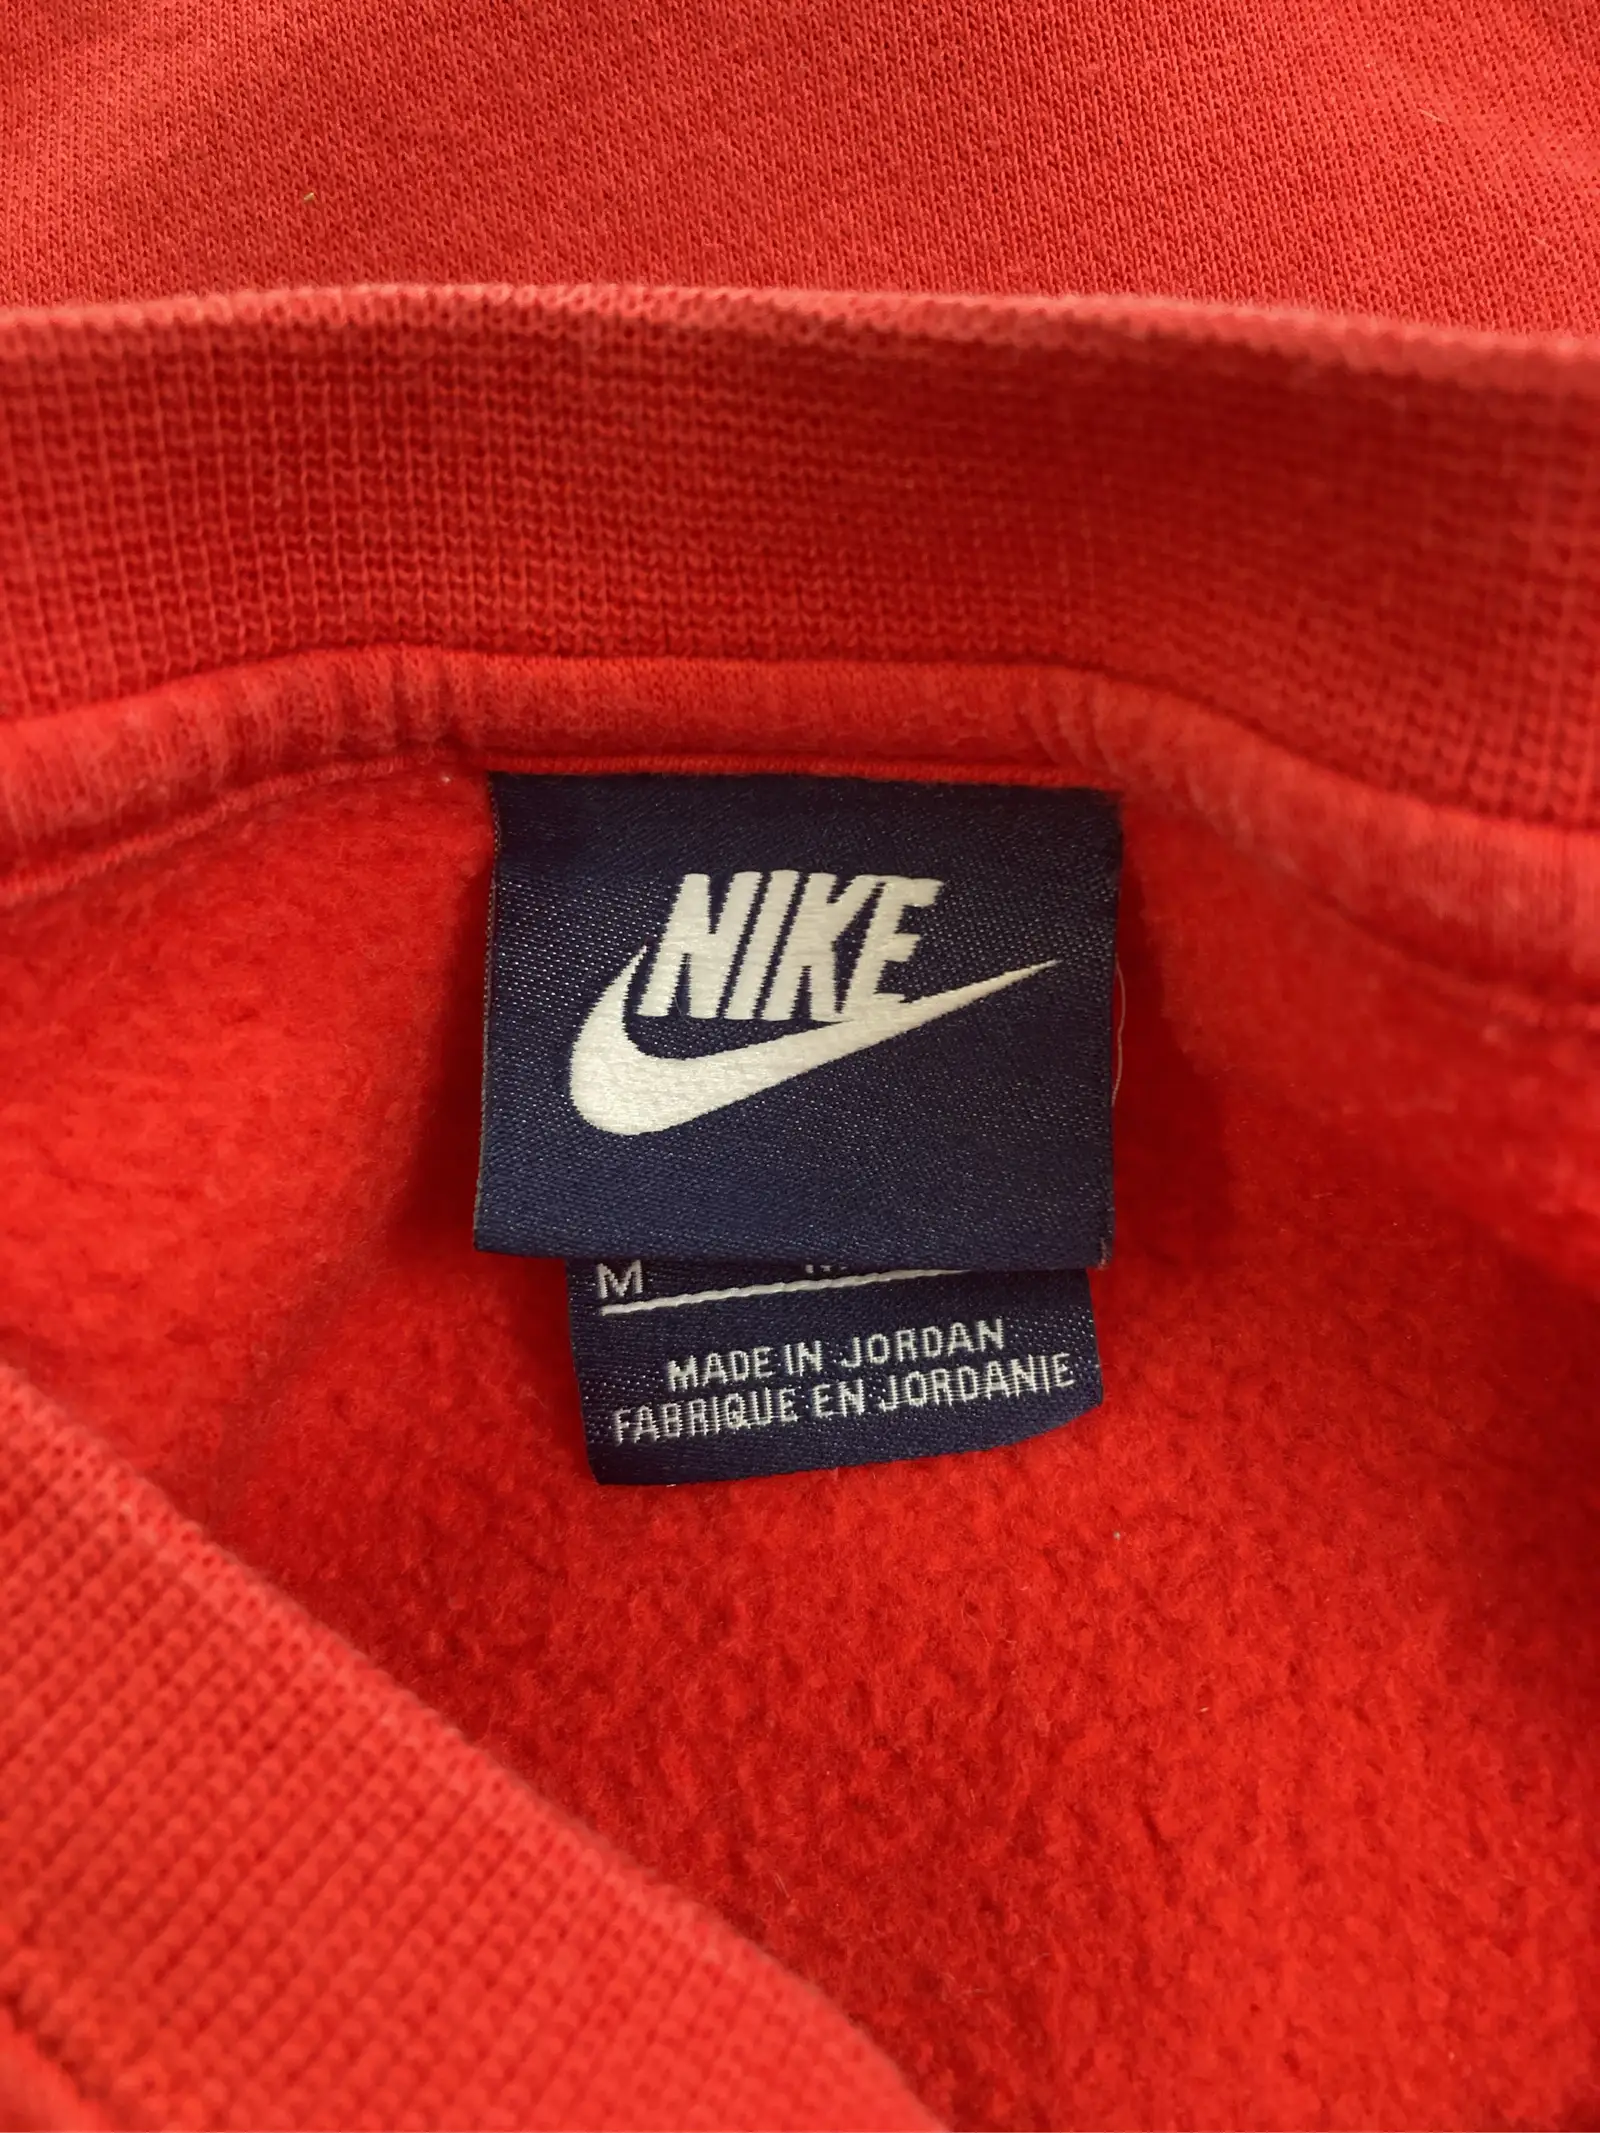 NIKE
M
MADE IN JORDAN
FABRIQUE EN JORDANIE